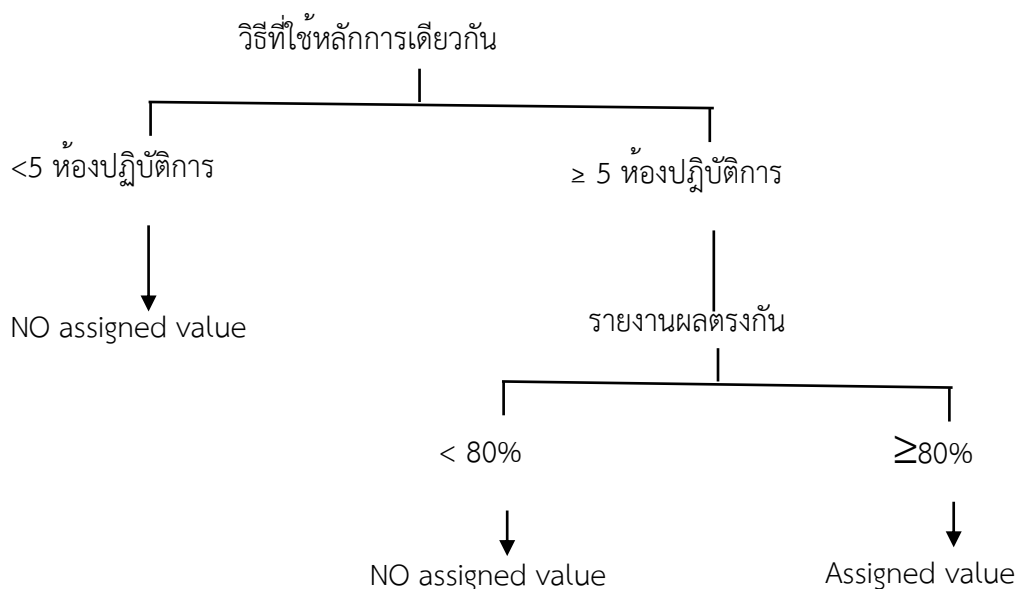 วิธีที่ใช้หลักการเดียวกัน
<5 ห้องปฏิบัติการ
≥ 5 ห้องปฎิบัติการ
NO assigned value
รายงานผลตรงกัน
< 80%
≥80%
NO assigned value
Assigned value